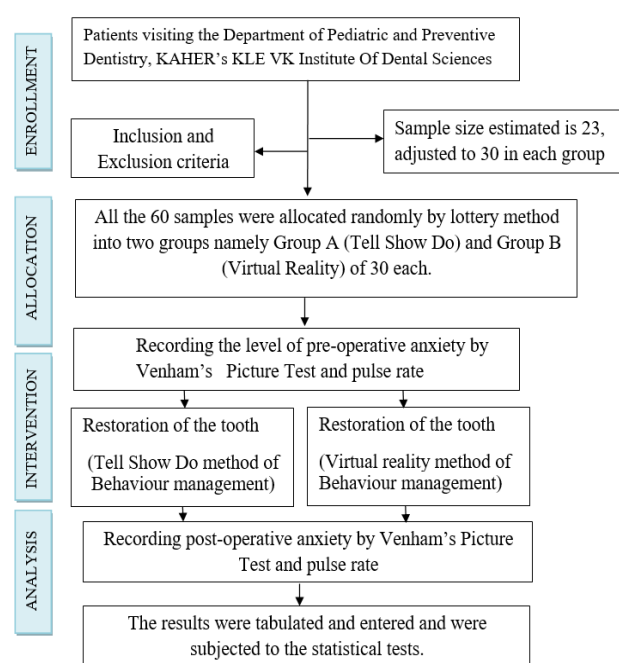 ENROLLMENT
Patients visiting the Department of Pediatric and Preventive
Dentistry, KAHER's KLE VK Institute Of Dental Sciences
Inclusion and
Exclusion criteria
Sample size estimated is 23,
adjusted to 30 in each group
ALLOCATION
All the 60 samples were allocated randomly by lottery method
into two groups namely Group A (Tell Show Do) and Group B
(Virtual Reality) of 30 each.
INTERVENTION
Recording the level of pre-operative anxiety by
Venham's Picture Test and pulse rate
Restoration of the tooth
(Tell Show Do method of
Behaviour management)
Restoration of the tooth
(Virtual reality method of
Behaviour management)
ANALYSIS
Recording post-operative anxiety by Venham's Picture
Test and pulse rate
The results were tabulated and entered and were
subjected to the statistical tests.